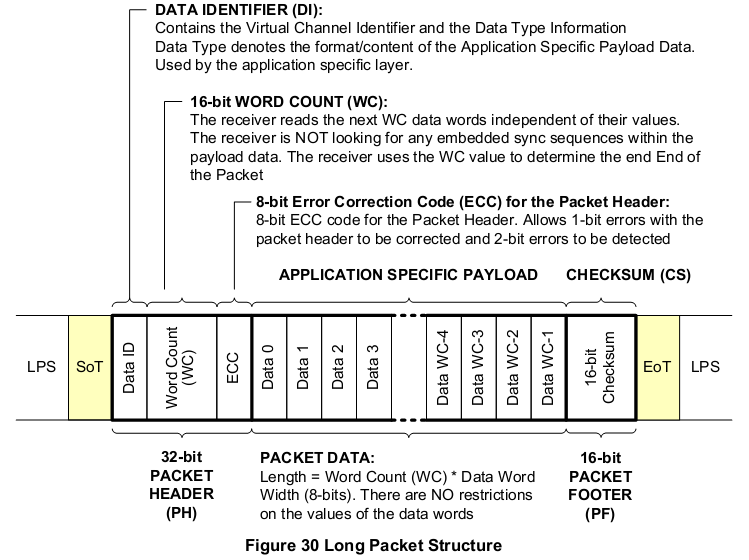 DATA IDENTIFIER (DI):
Contains the Virtual Channel Identifier and the Data Type Information
Data Type denotes the format/content of the Application Specific Payload Data.
Used by the application specific layer.
16-bit WORD COUNT (WC):
The receiver reads the next WC data words independent of their values.
The receiver is NOT looking for any embedded sync sequences within the
payload data. The receiver uses the WC value to determine the end End of
the Packet
8-bit Error Correction Code (ECC) for the Packet Header:
8-bit ECC code for the Packet Header. Allows 1-bit errors with the
packet header to be corrected and 2-bit errors to be detected
APPLICATION SPECIFIC PAYLOAD
CHECKSUM (CS)
LPS
SoT
Data ID
Word Count
(WC)
ECC
Data 0
Data 1
Data 2
Data 3
Data WC-4
Data WC-3
Data WC-2
Data WC-1
16-bit
Checksum
EoT
LPS
32-bit
PACKET
HEADER
(PH)
PACKET DATA:
Length = Word Count (WC) * Data Word
Width (8-bits). There are NO restrictions
on the values of the data words
16-bit
PACKET
FOOTER
(PF)
Figure 30 Long Packet Structure